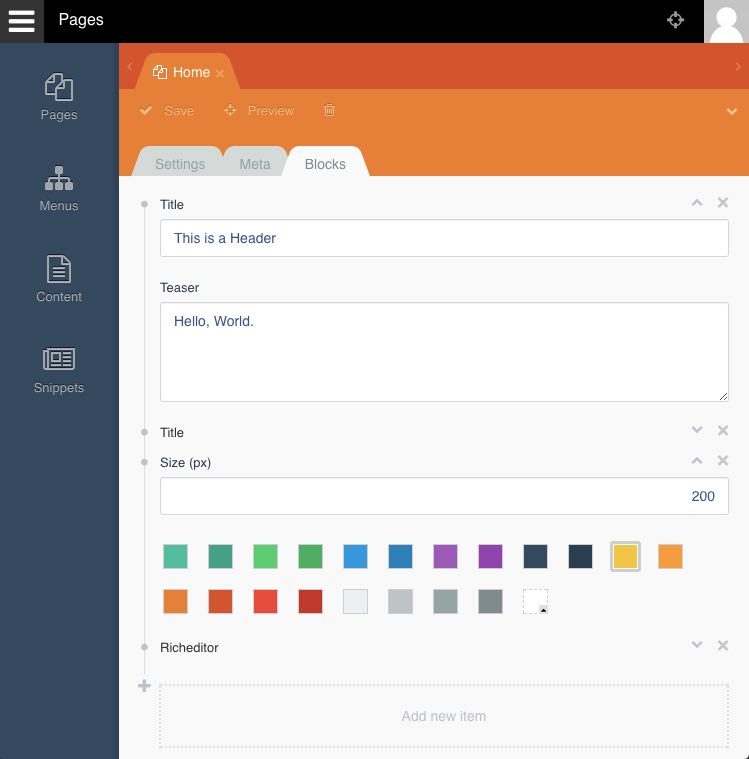 Pages
Home
Save
Preview
Settings
Meta
Blocks
Pages
Menus
Content
Snippets
Title
This is a Header
Teaser
Hello, World.
Title
Size (px)
200
Richeditor
Add new item